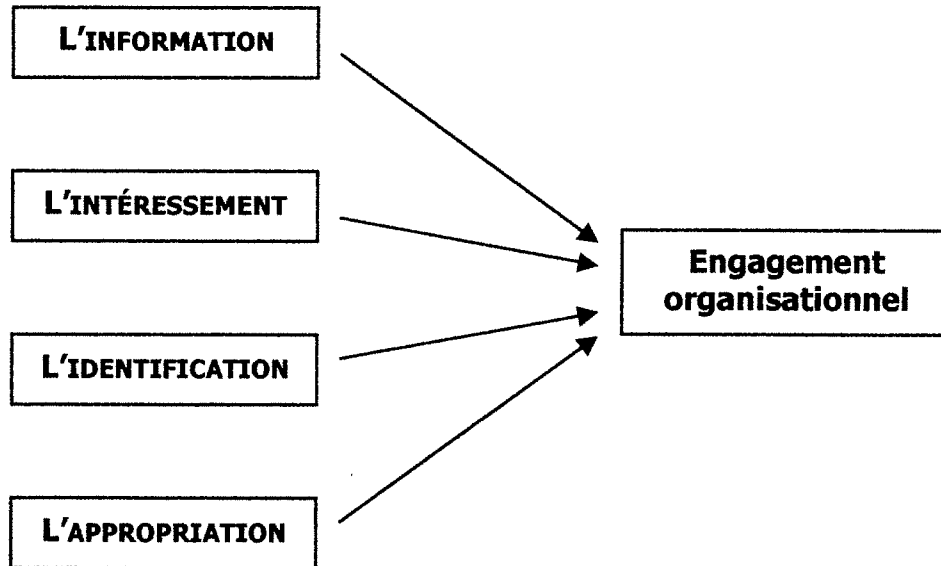 L'INFORMATION
L'INTÉRESSEMENT
L'IDENTIFICATION
L'APPROPRIATION
Engagement
organisationnel